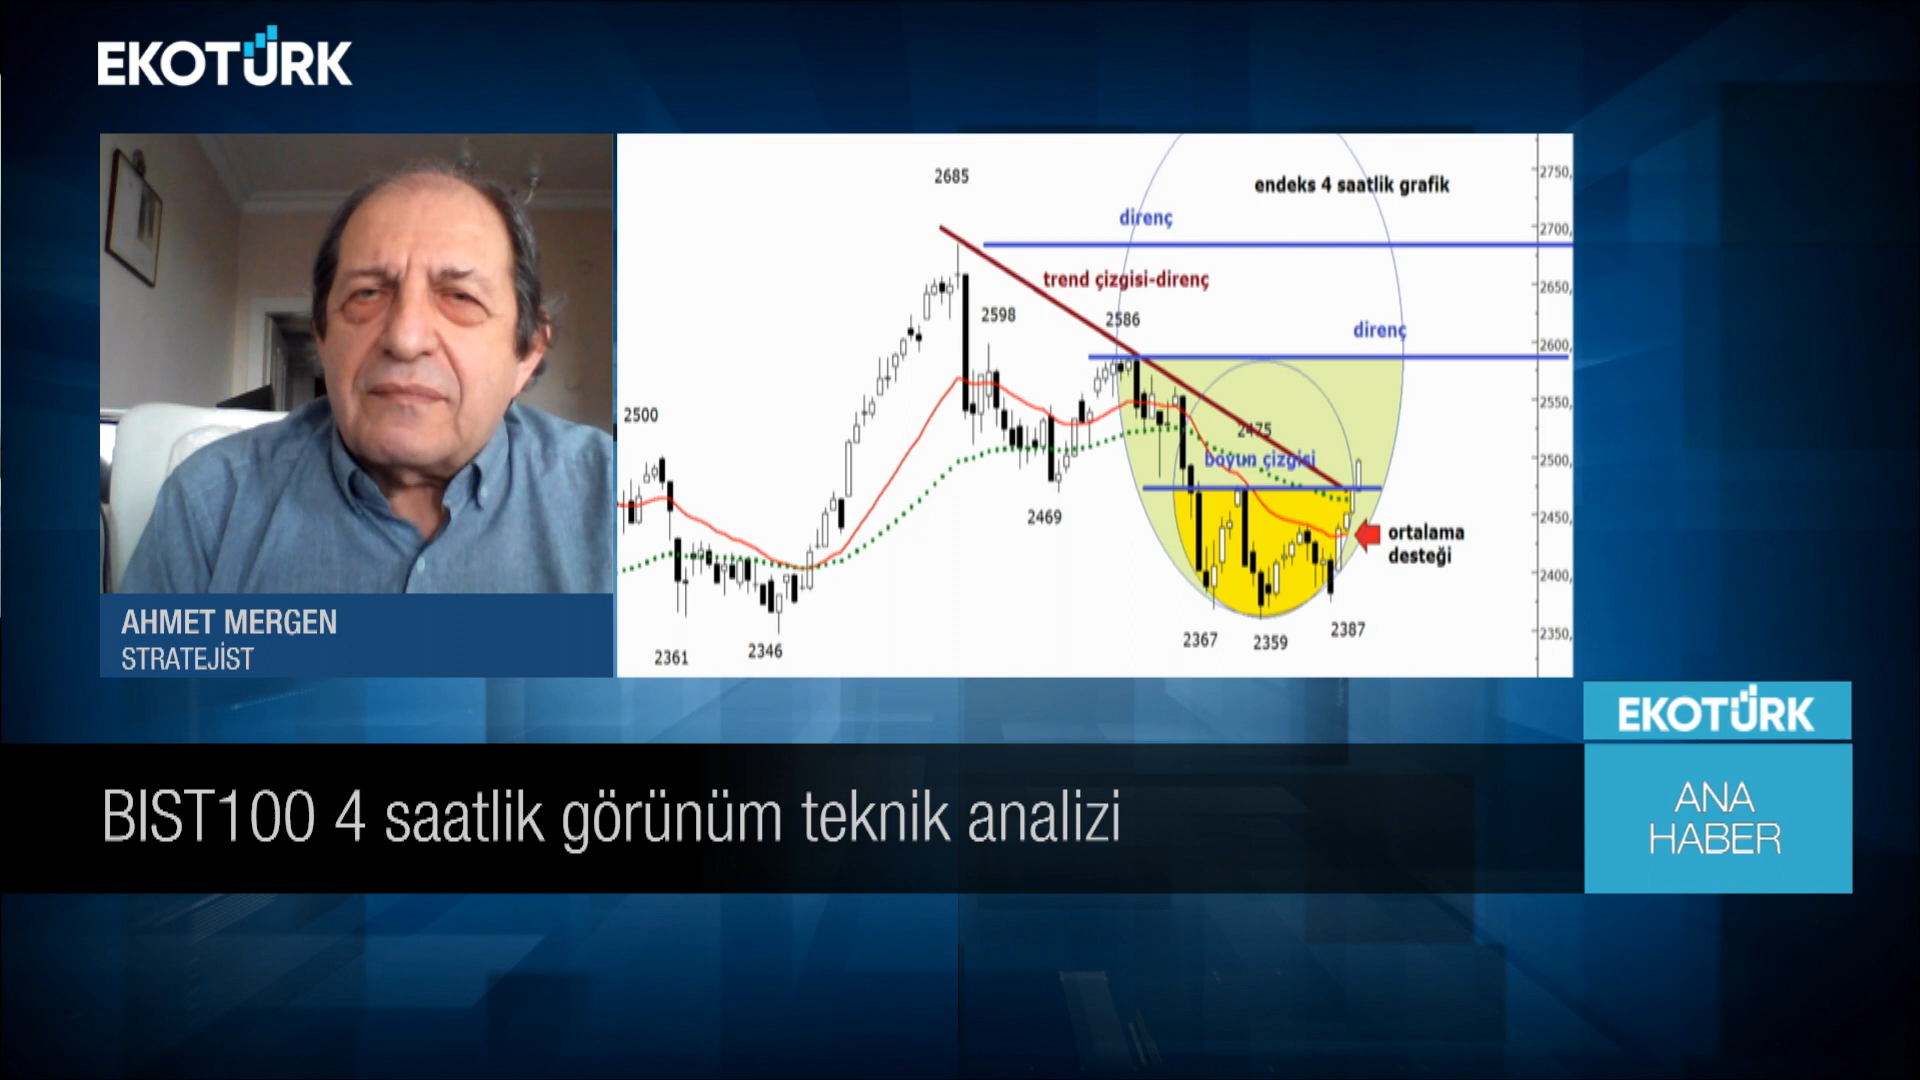 EKOTÜRK
2685
endeks 4 saatlik grafik
direnç
trend çizgisi-direnç
2598
2586
direnç
2500
2475
boyun çizgisi
2469
ortalama
desteği
2367
2359
2387
2361
2346
2750,
2700,
2650,
2600,
2550,
2500,
2450,
2400,
2350,
AHMET MERGEN
STRATEJİST
EKOTÜRK
BIST100 4 saatlik görünüm teknik analizi
ANA
HABER